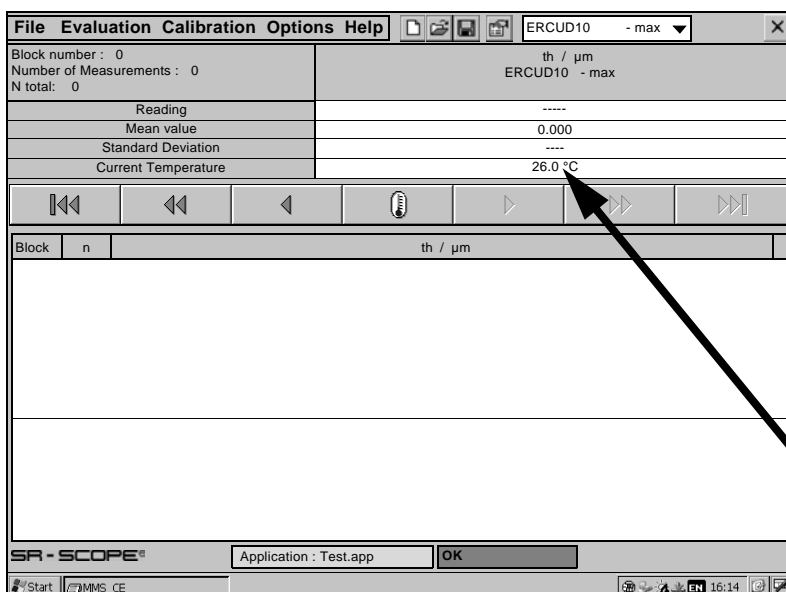 File Evaluation Calibration Options Help ERCUD10 - max
Block number : 0
Number of Measurements : 0
N total: 0
th / µm
ERCUD10 - max
Reading -----
Mean value 0.000
Standard Deviation ----
Current Temperature 26.0 °C
Block n th / µm
SR-SCOPE® Application : Test.app OK
Start MMS_CE EN 16:14